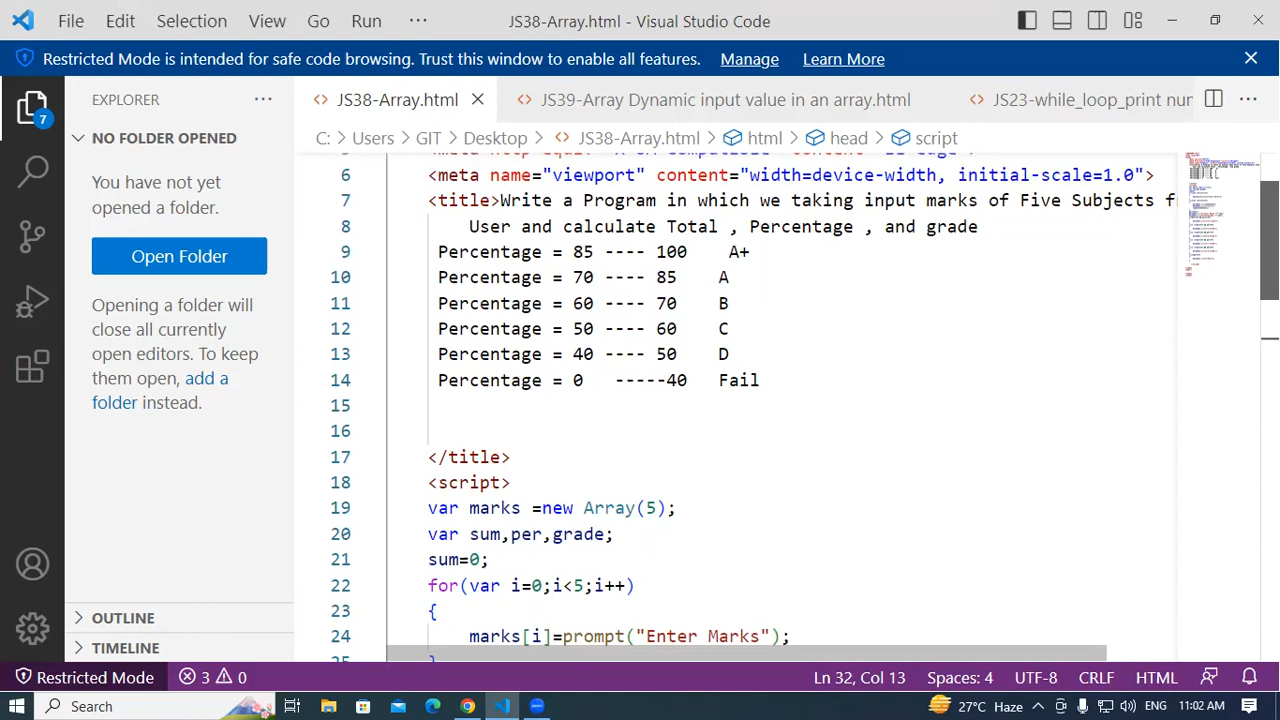 File Edit Selection View Go Run ··· JS38-Array.html - Visual Studio Code
Restricted Mode is intended for safe code browsing. Trust this window to enable all features. Manage Learn More
EXPLORER ···
JS38-Array.html JS39-Array Dynamic input value in an array.html JS23-while_loop_print nun
NO FOLDER OPENED
C: > Users > GIT > Desktop > JS38-Array.html > html > head > script
You have not yet
opened a folder.
Open Folder
Opening a folder will
close all currently
open editors. To keep
them open, add a
folder instead.
OUTLINE
TIMELINE
6 <meta name="viewport" content="width=device-width, initial-scale=1.0">
7 <title>Write a Program in which we taking input marks of Five Subjects f
8 User and calculate Total , Percentage , and grade
9 Percentage = 85 ---- 100 A+
10 Percentage = 70 ---- 85 A
11 Percentage = 60 ---- 70 B
12 Percentage = 50 ---- 60 C
13 Percentage = 40 ---- 50 D
14 Percentage = 0 -----40 Fail
15
16
17 </title>
18 <script>
19 var marks =new Array(5);
20 var sum,per,grade;
21 sum=0;
22 for(var i=0;i<5;i++)
23 {
24 marks[i]=prompt("Enter Marks");
7
Restricted Mode 3 0 Ln 32, Col 13 Spaces: 4 UTF-8 CRLF HTML
Search 27°C Haze ENG 11:02 AM